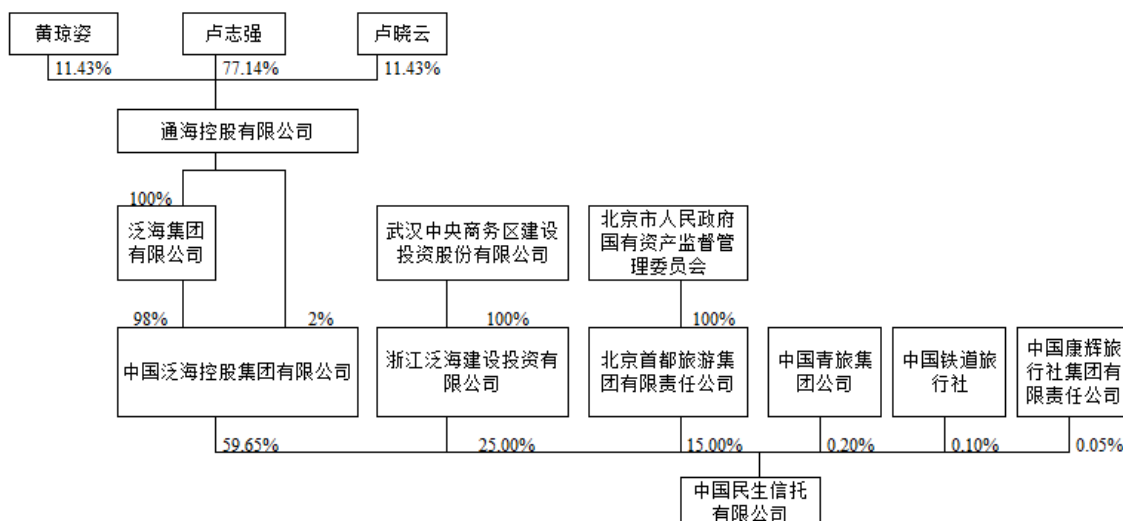 黄琼姿
卢志强
卢晓云
11.43%
77.14%
11.43%
通海控股有限公司
100%
泛海集团
有限公司
武汉中央商务区建设
投资股份有限公司
北京市人民政府
国有资产监督管
理委员会
98%
2%
100%
100%
中国泛海控股集团有限公司
浙江泛海建设投资有
限公司
北京首都旅游集
团有限责任公司
中国青旅集
团公司
中国铁道旅
行社
中国康辉旅
行社集团有
限责任公司
59.65%
25.00%
15.00%
0.20%
0.10%
0.05%
中国民生信托
有限公司